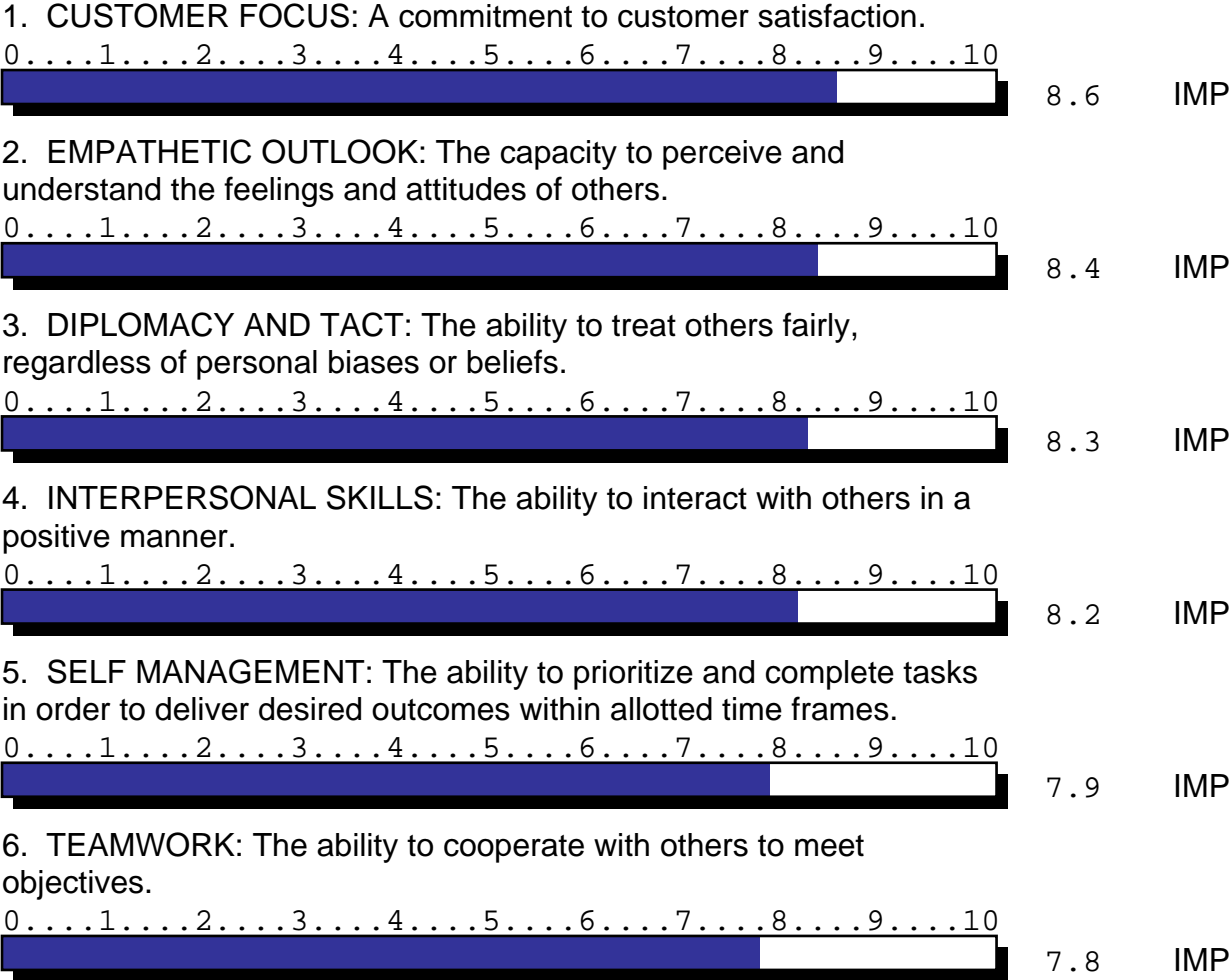 1. CUSTOMER FOCUS: A commitment to customer satisfaction.
0....1....2....3....4....5....6....7....8....9....10
8.6 IMP
2. EMPATHETIC OUTLOOK: The capacity to perceive and
understand the feelings and attitudes of others.
0....1....2....3....4....5....6....7....8....9....10
8.4 IMP
3. DIPLOMACY AND TACT: The ability to treat others fairly,
regardless of personal biases or beliefs.
0....1....2....3....4....5....6....7....8....9....10
8.3 IMP
4. INTERPERSONAL SKILLS: The ability to interact with others in a
positive manner.
0....1....2....3....4....5....6....7....8....9....10
8.2 IMP
5. SELF MANAGEMENT: The ability to prioritize and complete tasks
in order to deliver desired outcomes within allotted time frames.
0....1....2....3....4....5....6....7....8....9....10
7.9 IMP
6. TEAMWORK: The ability to cooperate with others to meet
objectives.
0....1....2....3....4....5....6....7....8....9....10
7.8 IMP